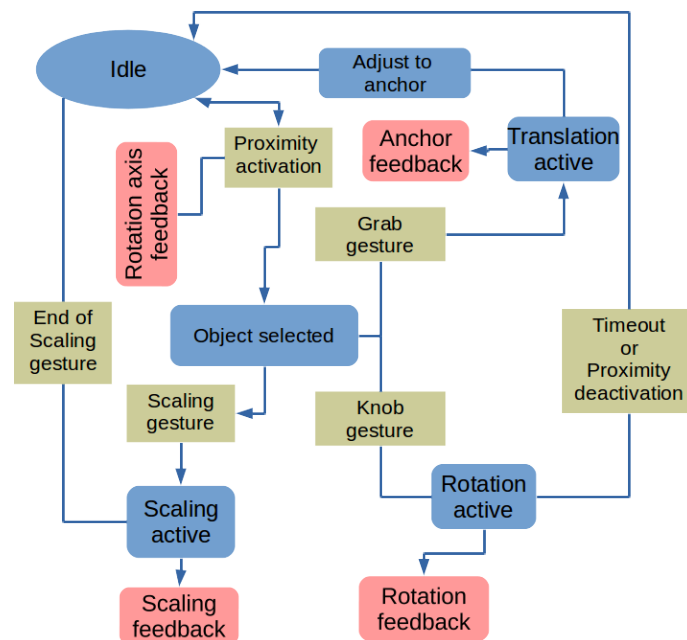 Idle
Adjust to
anchor
Proximity
activation
Anchor
feedback
Translation
active
Rotation axis
feedback
Grab
gesture
End of
Scaling
gesture
Object selected
Timeout
or
Proximity
deactivation
Scaling
gesture
Knob
gesture
Scaling
active
Rotation
active
Scaling
feedback
Rotation
feedback